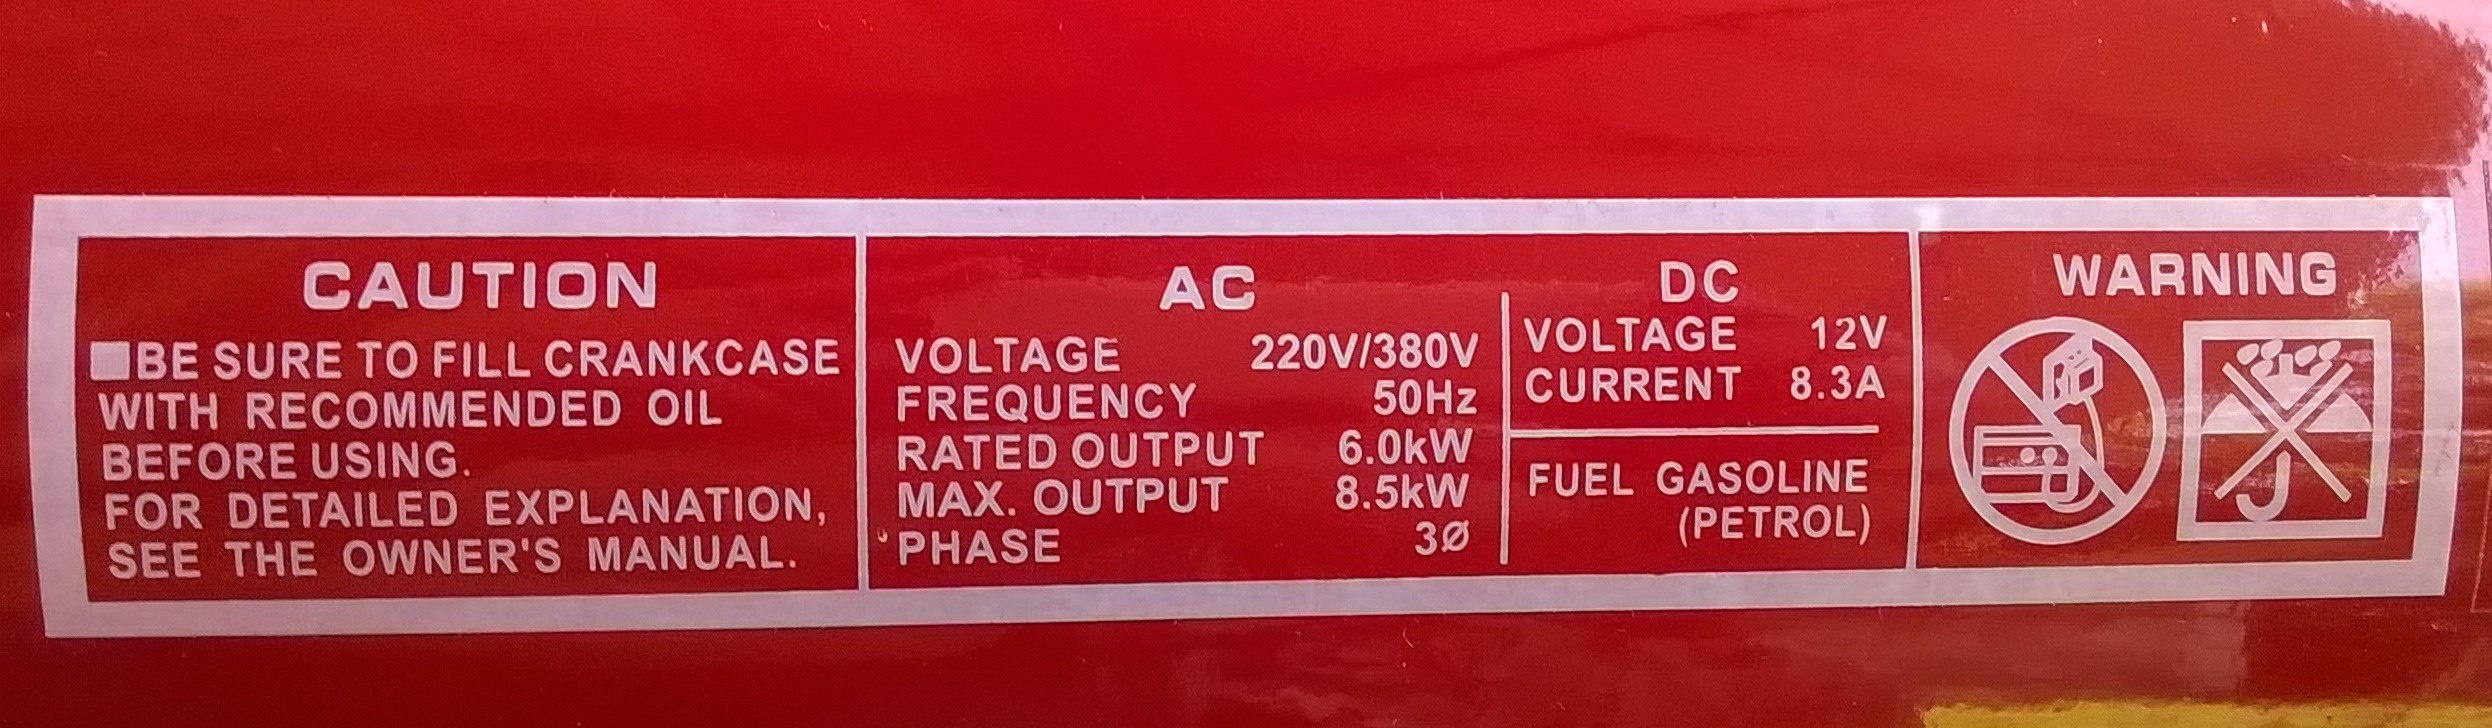 CAUTION
BE SURE TO FILL CRANKCASE
WITH RECOMMENDED OIL
BEFORE USING.
FOR DETAILED EXPLANATION,
SEE THE OWNER'S MANUAL.
AC
VOLTAGE 220V/380V
FREQUENCY 50Hz
RATED OUTPUT 6.0kW
MAX. OUTPUT 8.5kW
PHASE 3Ø
DC
VOLTAGE 12V
CURRENT 8.3A
FUEL GASOLINE
(PETROL)
WARNING